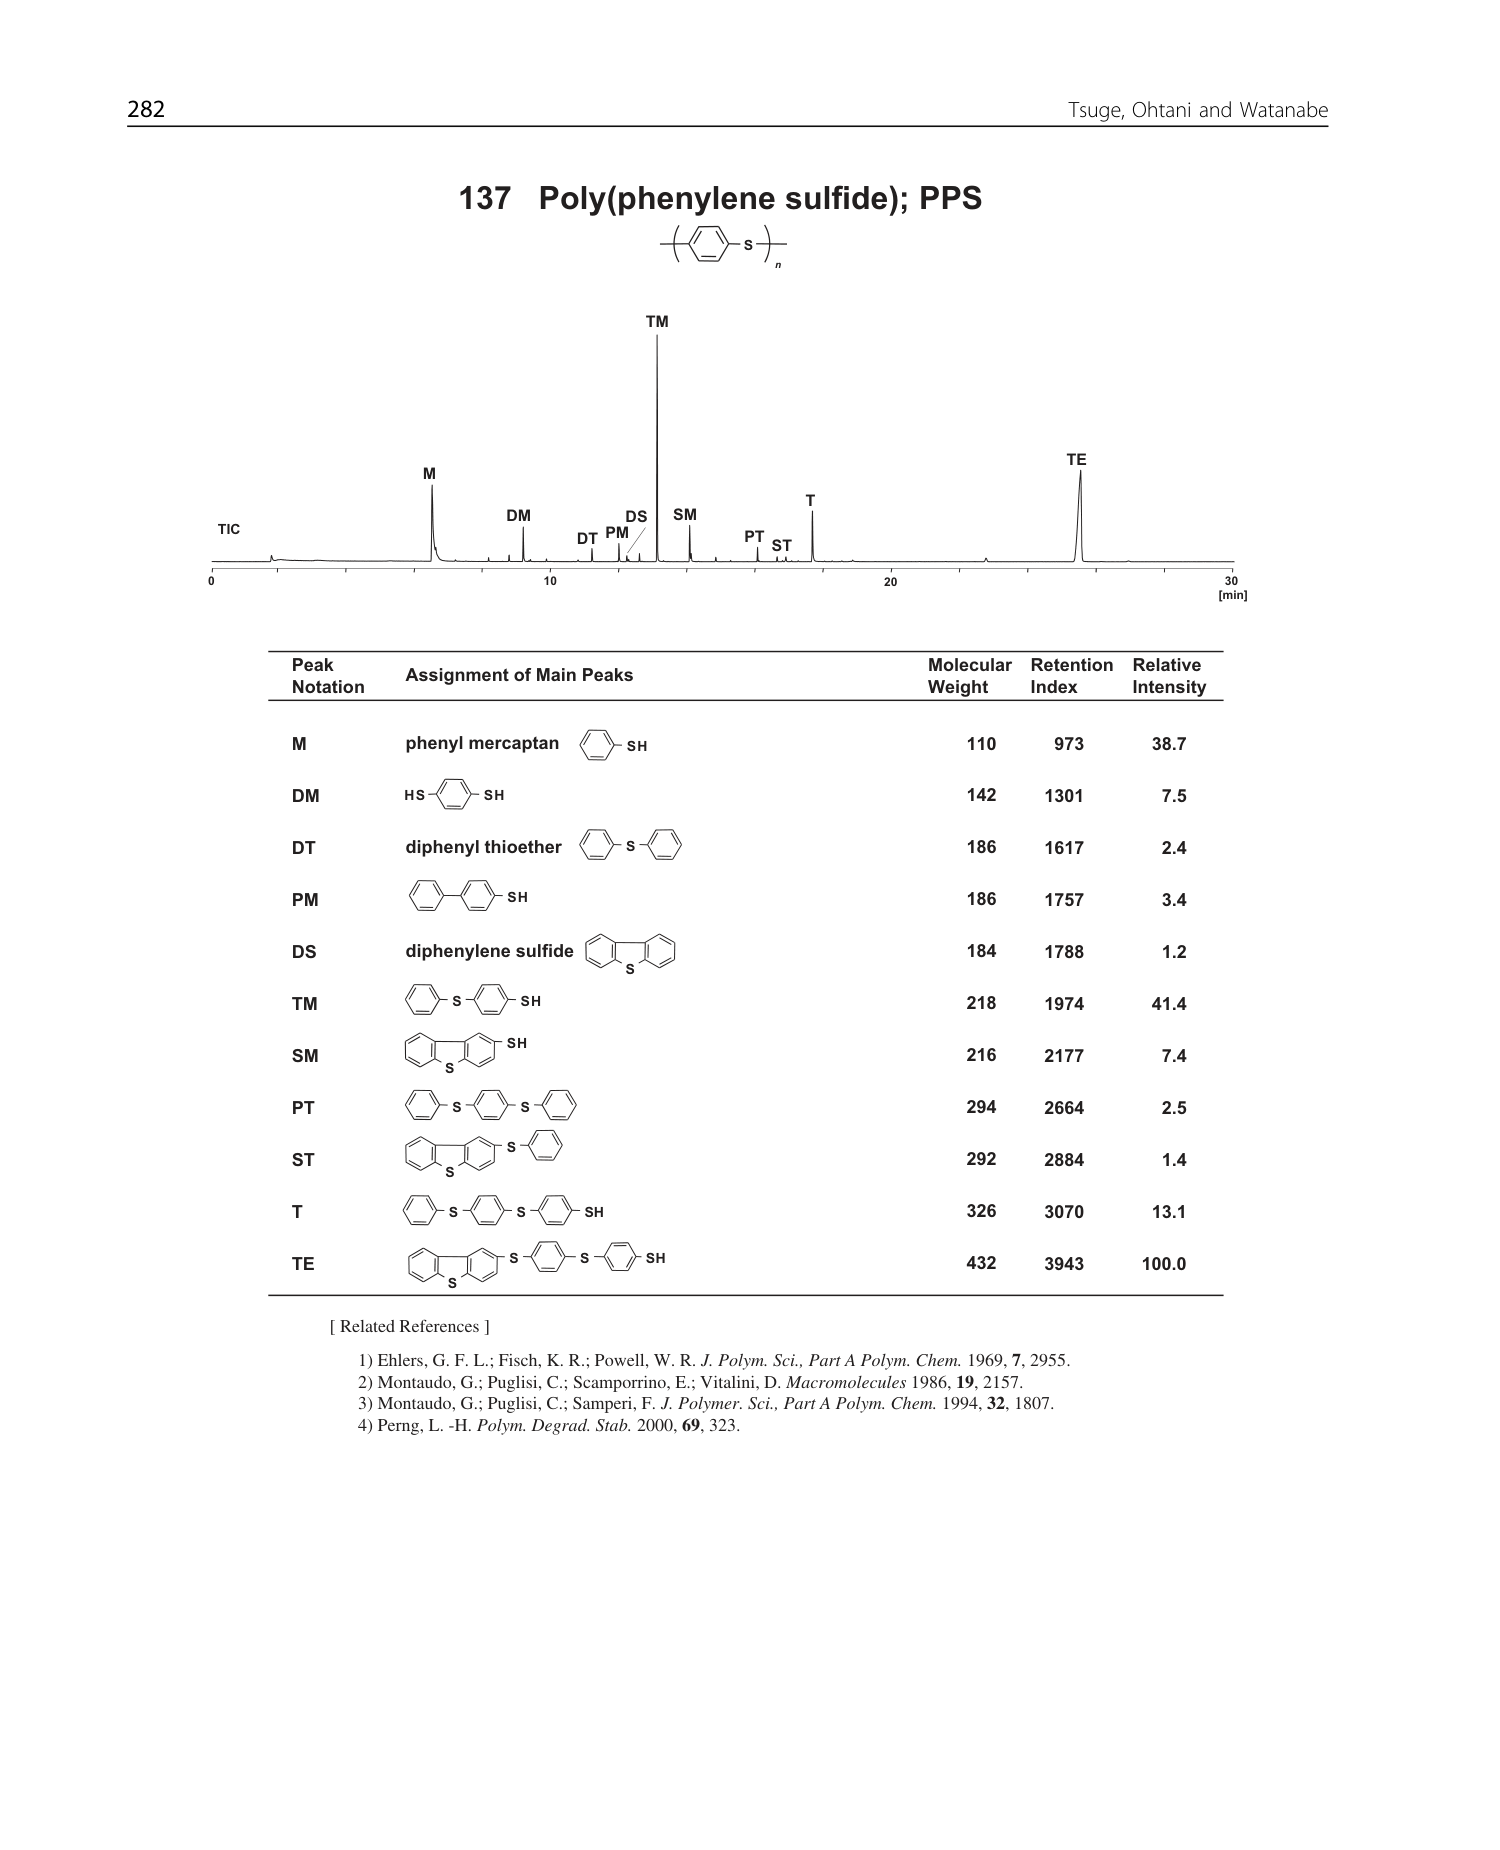 282 Tsuge, Ohtani and Watanabe
137 Poly(phenylene sulfide); PPS
S
n
TM
M
TE
T
DM
DS
SM
TIC
DT
PM
PT
ST
0 10 20 30
[min]
Peak Notation Assignment of Main Peaks Molecular Weight Retention Index Relative Intensity
M phenyl mercaptan SH 110 973 38.7
DM HS SH 142 1301 7.5
DT diphenyl thioether S 186 1617 2.4
PM SH 186 1757 3.4
DS diphenylene sulfide S 184 1788 1.2
TM S SH 218 1974 41.4
SM S SH 216 2177 7.4
PT S S 294 2664 2.5
ST S S 292 2884 1.4
T S S SH 326 3070 13.1
TE S S S SH 432 3943 100.0
[ Related References ]
1) Ehlers, G. F. L.; Fisch, K. R.; Powell, W. R. J. Polym. Sci., Part A Polym. Chem. 1969, 7, 2955.
2) Montaudo, G.; Puglisi, C.; Scamporrino, E.; Vitalini, D. Macromolecules 1986, 19, 2157.
3) Montaudo, G.; Puglisi, C.; Samperi, F. J. Polymer. Sci., Part A Polym. Chem. 1994, 32, 1807.
4) Perng, L. -H. Polym. Degrad. Stab. 2000, 69, 323.